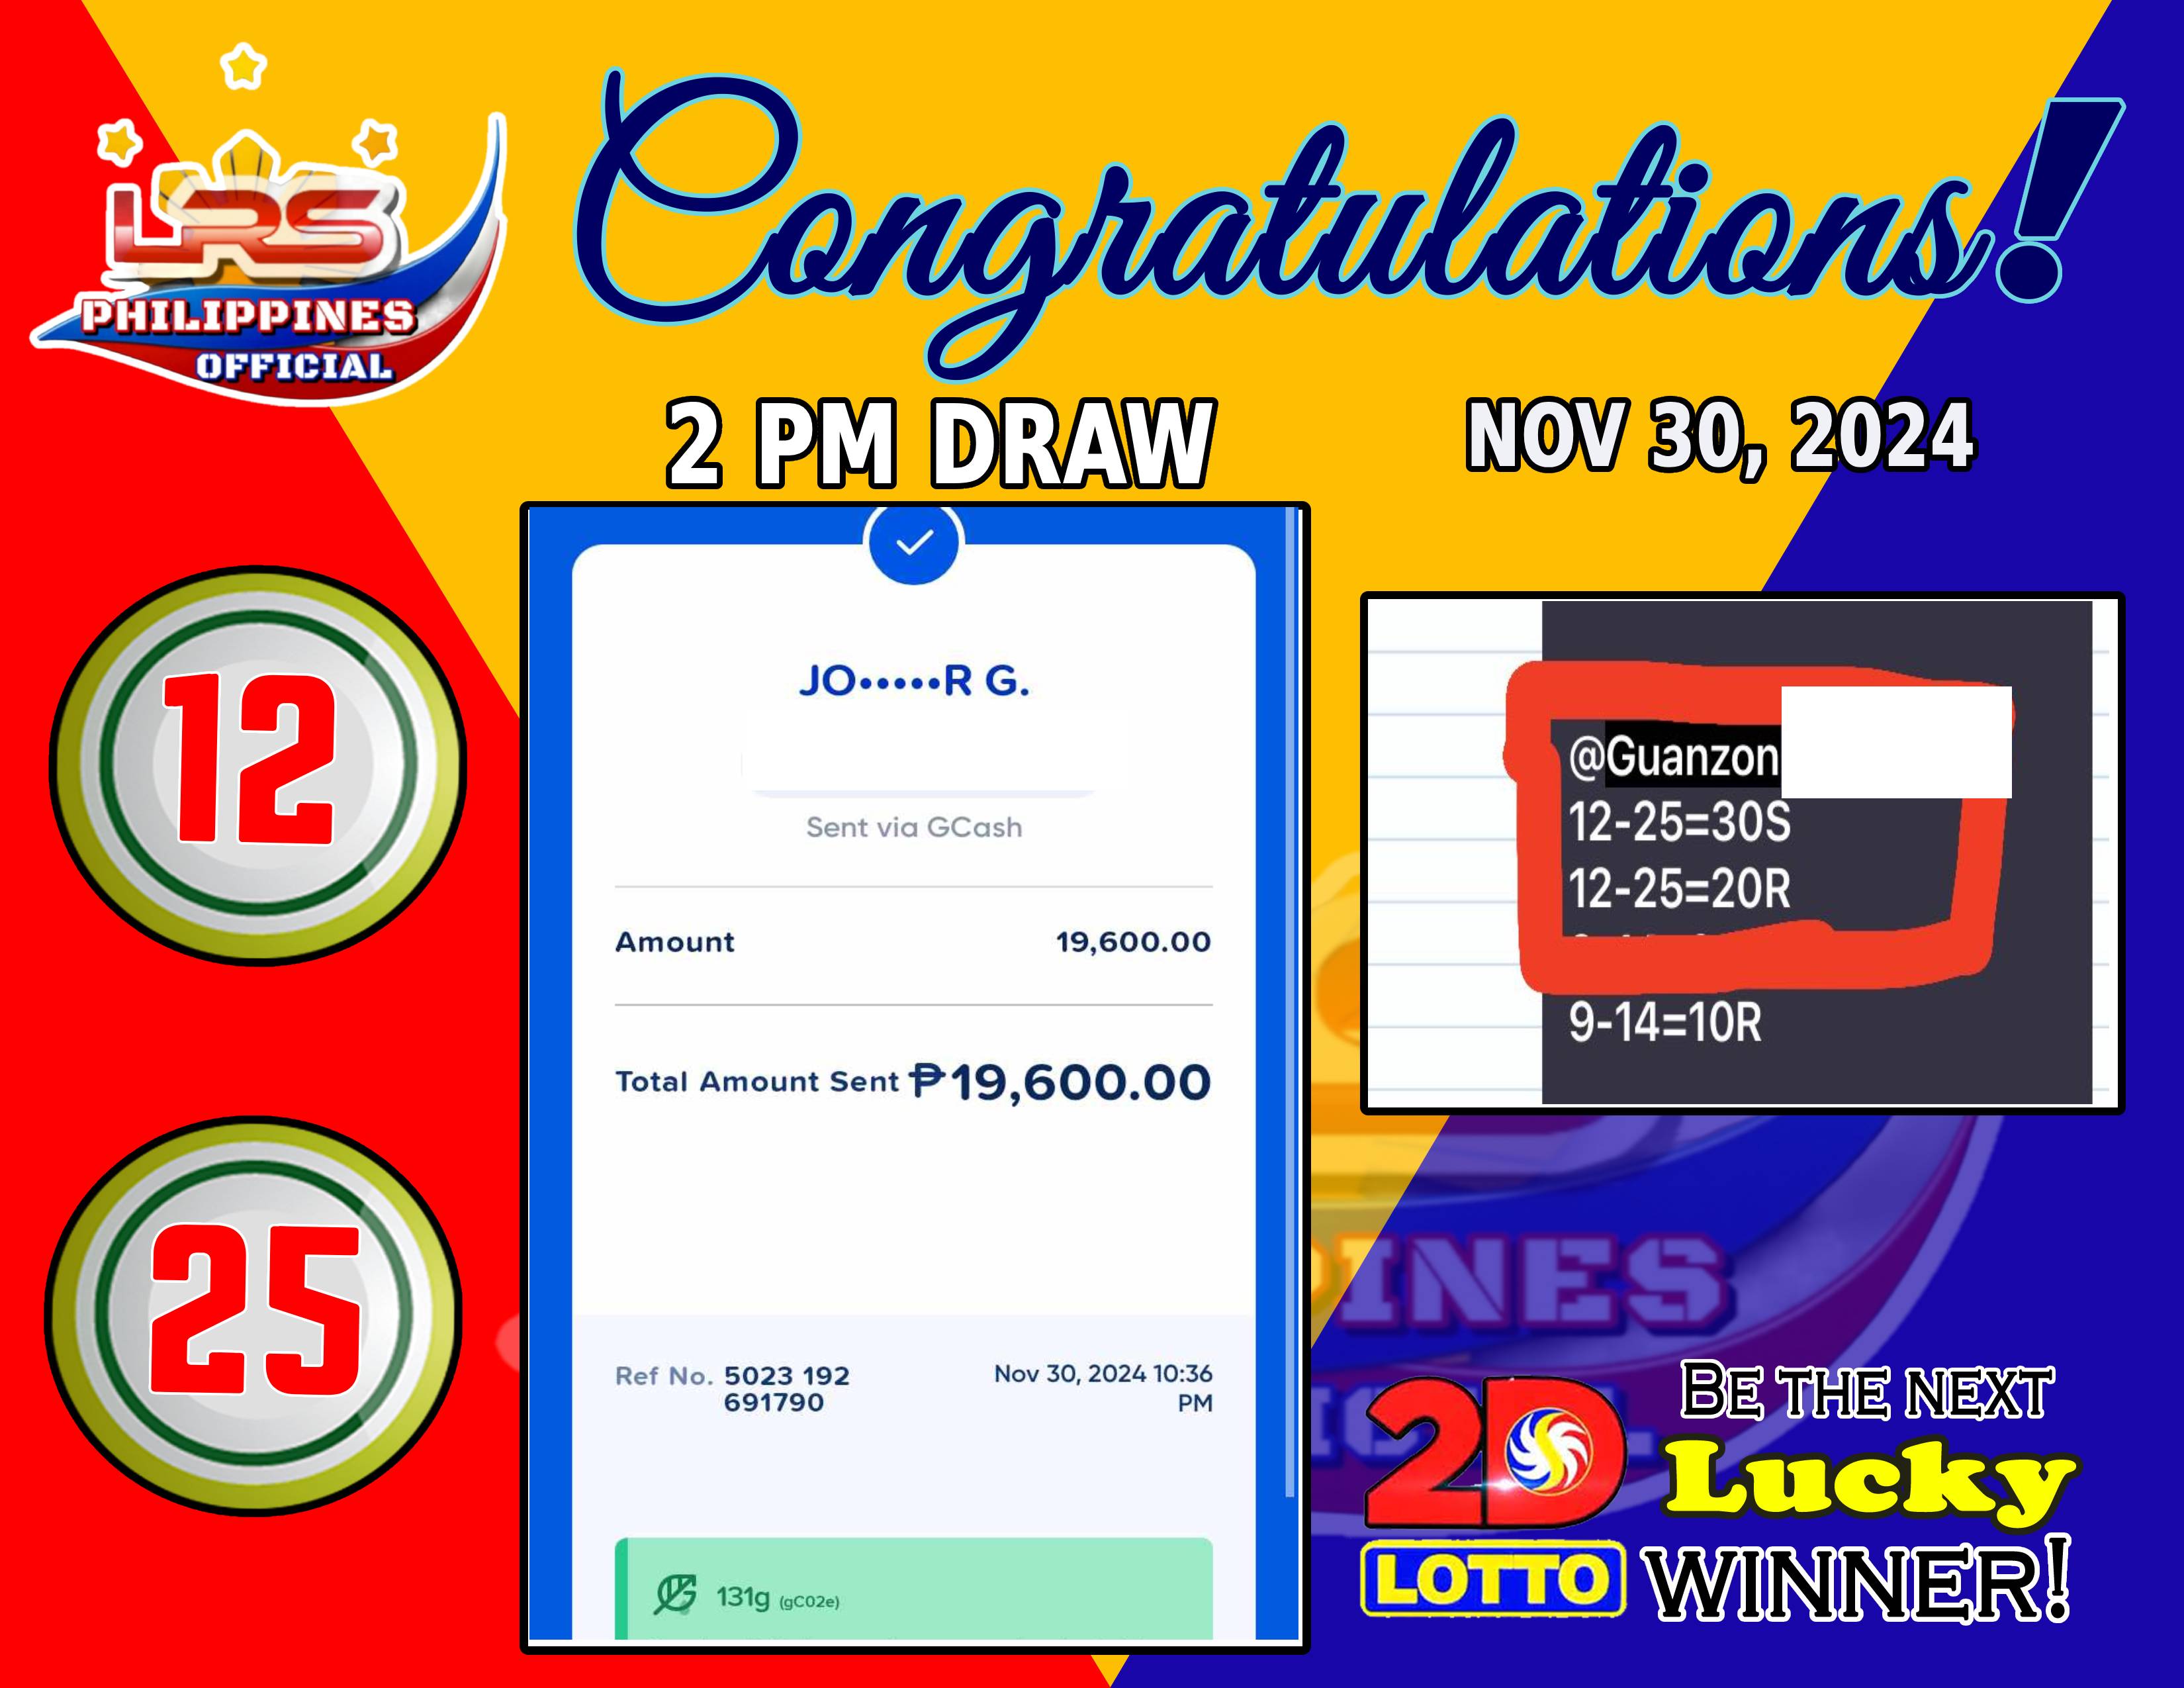 LRS
PHILIPPINES
OFFICIAL
Congratulations!
2 PM DRAW
NOV 30, 2024
12
25
JO•••••R G.
Sent via GCash
Amount 19,600.00
Total Amount Sent ₱19,600.00
Ref No. 5023 192
691790
Nov 30, 2024 10:36
PM
131g (gCO2e)
@Guanzon
12-25=30S
12-25=20R
9-14=10R
PINES
2D
LOTTO
BE THE NEXT
Lucky
WINNER!